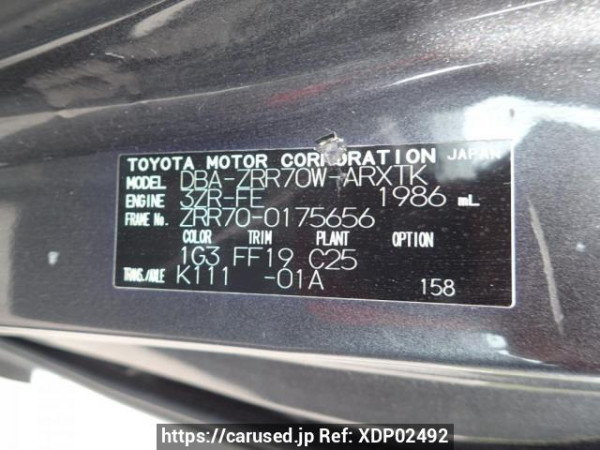 TOYOTA MOTOR CORPORATION JAPAN
MODEL DBA-ZRR70W-ARXTK
ENGINE 3ZR-FE 1986 mL
FRAME No. ZRR70-0175656
COLOR TRIM PLANT OPTION
1G3 FF19 C25
TRANS./AXLE K111 -01A 158
https://carused.jp Ref: XDP02492